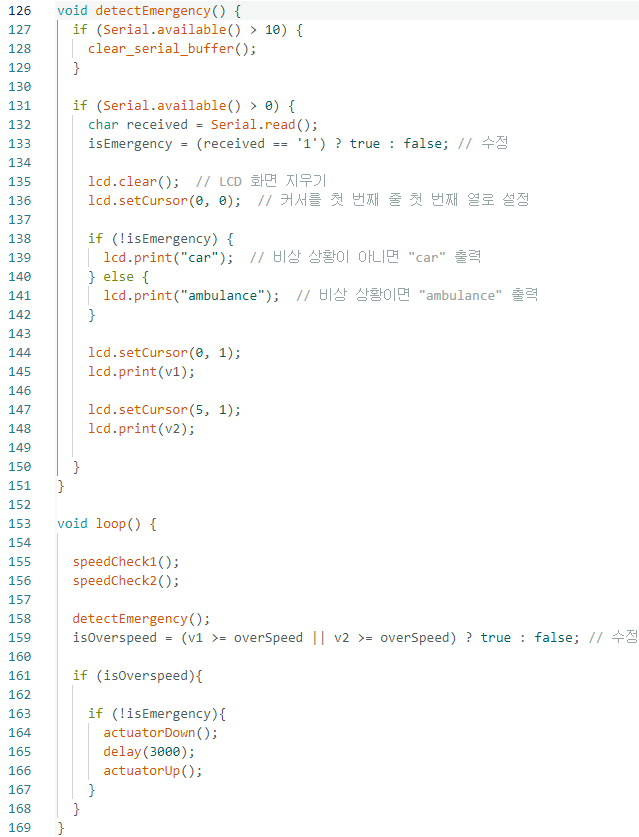 126 void detectEmergency() {
127 if (Serial.available() > 10) {
128 clear_serial_buffer();
129 }
130
131 if (Serial.available() > 0) {
132 char received = Serial.read();
133 isEmergency = (received == '1') ? true : false; // 수정
134
135 lcd.clear(); // LCD 화면 지우기
136 lcd.setCursor(0, 0); // 커서를 첫 번째 줄 첫 번째 열로 설정
137
138 if (!isEmergency) {
139 lcd.print("car"); // 비상 상황이 아니면 "car" 출력
140 } else {
141 lcd.print("ambulance"); // 비상 상황이면 "ambulance" 출력
142 }
143
144 lcd.setCursor(0, 1);
145 lcd.print(v1);
146
147 lcd.setCursor(5, 1);
148 lcd.print(v2);
149
150 }
151 }
152
153 void loop() {
154
155 speedCheck1();
156 speedCheck2();
157
158 detectEmergency();
159 isOverspeed = (v1 >= overSpeed || v2 >= overSpeed) ? true : false; // 수정
160
161 if (isOverspeed){
162
163 if (!isEmergency){
164 actuatorDown();
165 delay(3000);
166 actuatorUp();
167 }
168 }
169 }